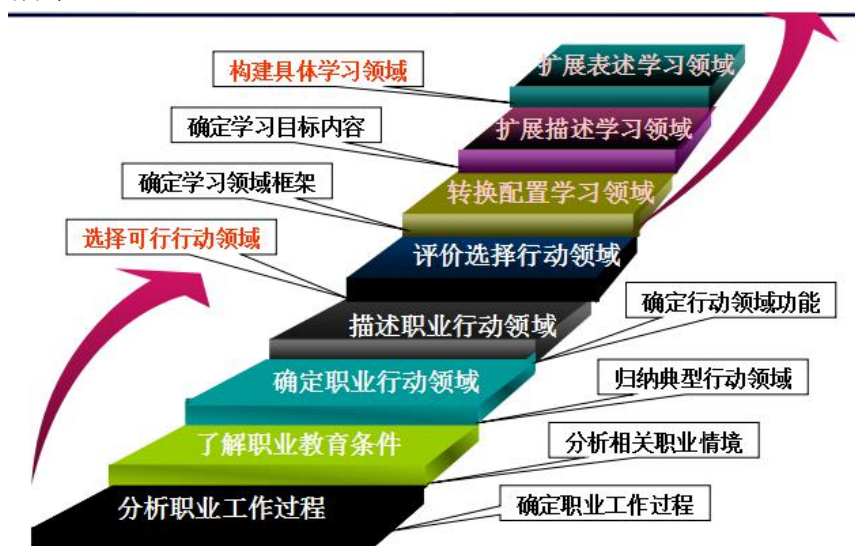 扩展表述学习领域
构建具体学习领域
扩展描述学习领域
确定学习目标内容
转换配置学习领域
确定学习领域框架
评价选择行动领域
选择可行行动领域
描述职业行动领域
确定行动领域功能
确定职业行动领域
归纳典型行动领域
了解职业教育条件
分析相关职业情境
分析职业工作过程
确定职业工作过程